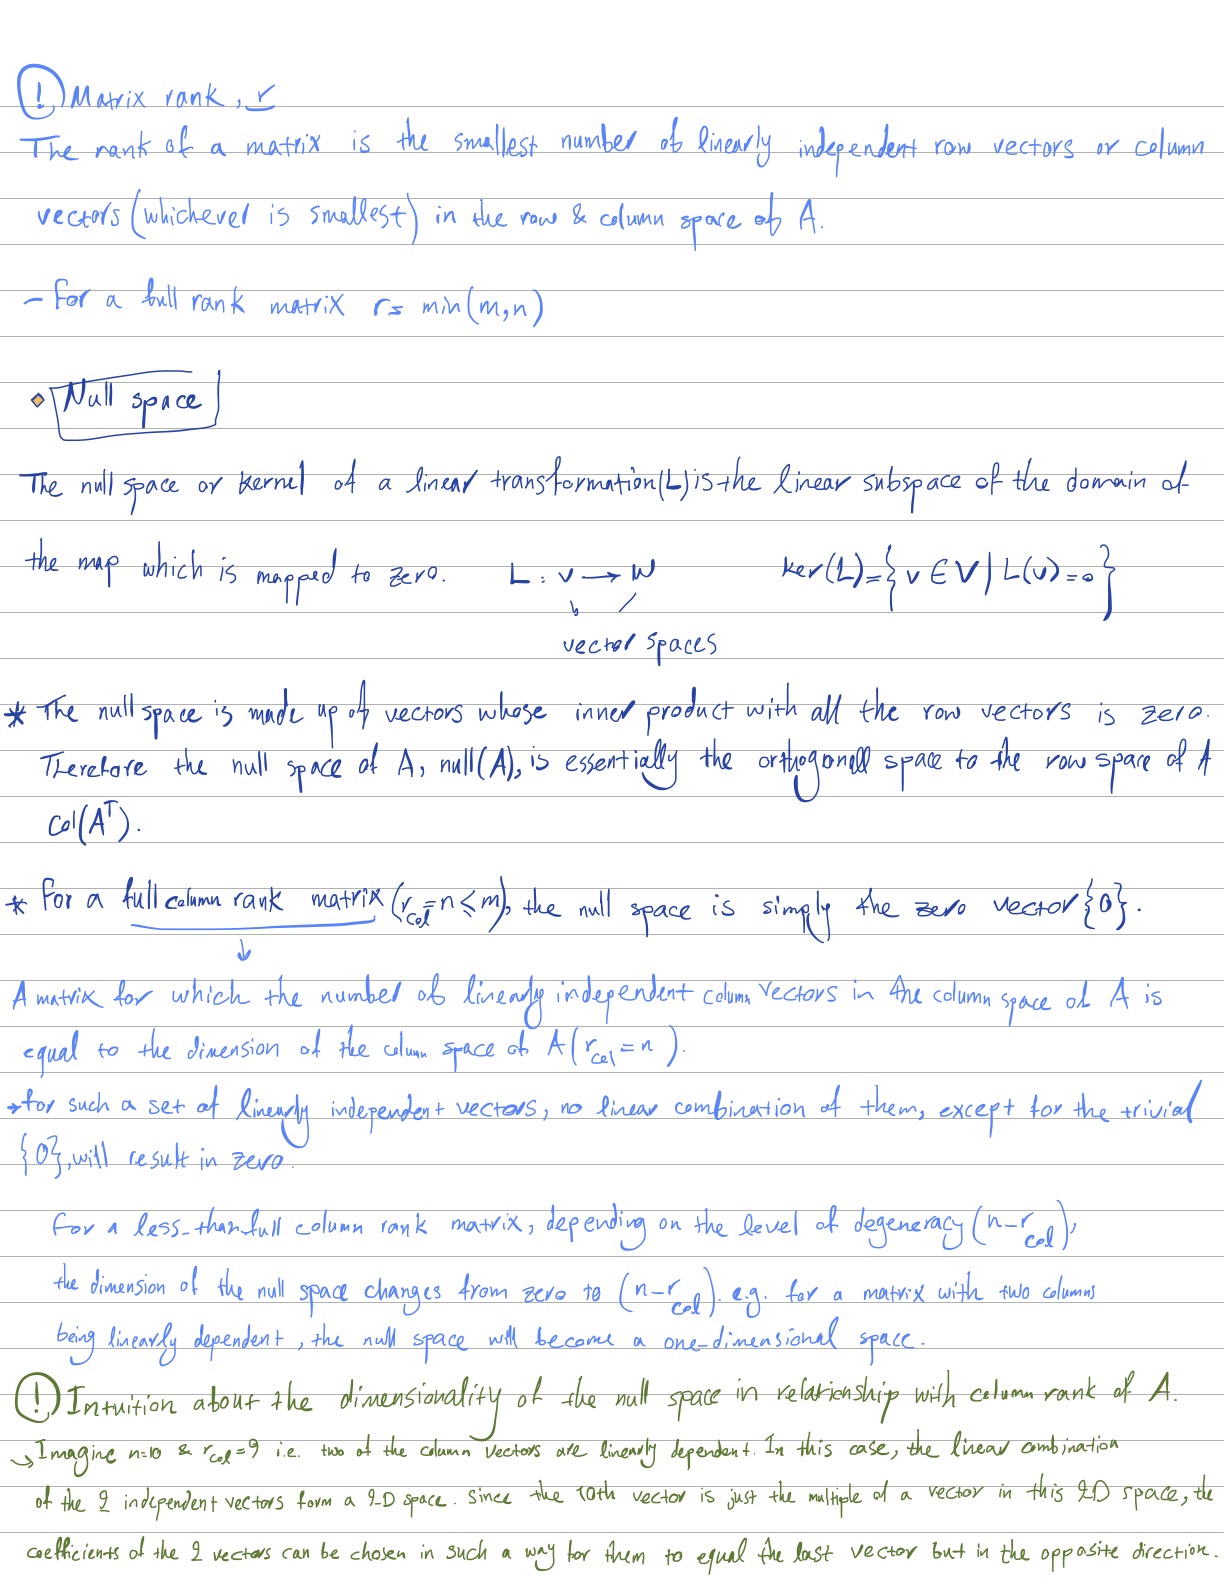 ! Matrix rank, r
The rank of a matrix is the smallest number of linearly independent row vectors or column
vectors (whichever is smallest) in the row & column space of A.
- For a full rank matrix r = min(m,n)
Null space
The null space or kernel of a linear transformation(L) is the linear subspace of the domain of
the map which is mapped to zero. L : v → W ker(L)={v ∈ V | L(v)=0}
vector spaces
* The null space is made up of vectors whose inner product with all the row vectors is zero.
Therefore the null space of A, null(A), is essentially the orthogonal space to the row space of A
Col(Aᵀ).
* For a full column rank matrix (r_col = n ≤ m), the null space is simply the zero vector {0}.
A matrix for which the number of linearly independent column vectors in the column space of A is
equal to the dimension of the column space of A (r_col = n).
→ for such a set of linearly independent vectors, no linear combination of them, except for the trivial
{0}, will result in zero.
For a less-than full column rank matrix, depending on the level of degeneracy (n-r_col),
the dimension of the null space changes from zero to (n-r_col). e.g. for a matrix with two columns
being linearly dependent, the null space will become a one-dimensional space.
! Intuition about the dimensionality of the null space in relationship with column rank of A.
→ Imagine n=10 & r_col=9 i.e. two of the column vectors are linearly dependent. In this case, the linear combination
of the 9 independent vectors form a 9-D space. Since the 10th vector is just the multiple of a vector in this 9D space, the
coefficients of the 9 vectors can be chosen in such a way for them to equal the last vector but in the opposite direction.